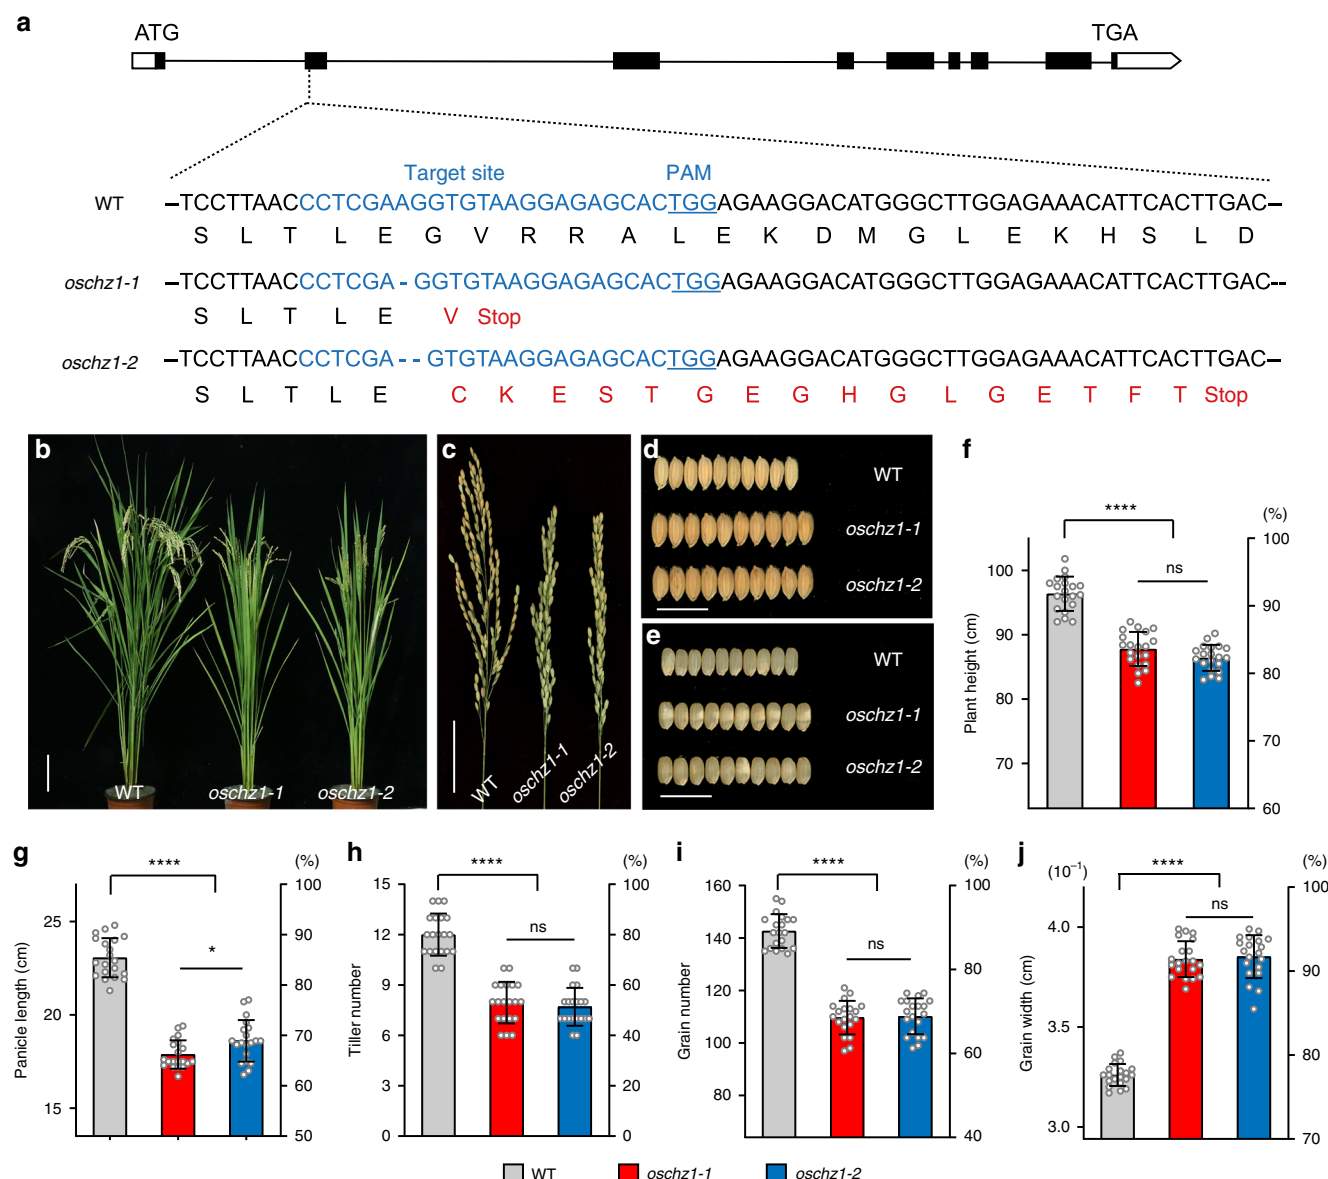 a
ATG TGA
Target site PAM
WT –TCCTTAACCCTCGAAGGTGTAAGGAGAGCACTGGAGAAGGACATGGGCTTGGAGAAACATTCACTTGAC–
S L T L E G V R R A L E K D M G L E K H S L D
oschz1-1 –TCCTTAACCCTCGA-GGTGTAAGGAGAGCACTGGAGAAGGACATGGGCTTGGAGAAACATTCACTTGAC--
S L T L E V Stop
oschz1-2 –TCCTTAACCCTCGA--GTGTAAGGAGAGCACTGGAGAAGGACATGGGCTTGGAGAAACATTCACTTGAC–
S L T L E C K E S T G E G H G L G E T F T Stop
b
WT oschz1-1 oschz1-2
c
WT oschz1-1 oschz1-2
d
WT
oschz1-1
oschz1-2
e
WT
oschz1-1
oschz1-2
f
Plant height (cm)
100
90
80
70
****
ns
(%)
100
90
80
70
60
g
Panicle length (cm)
25
20
15
****
*
(%)
100
90
80
70
60
50
h
Tiller number
15
12
9
6
3
0
****
ns
(%)
100
80
60
40
20
0
i
Grain number
160
140
120
100
80
****
ns
(%)
100
80
60
40
j
(10⁻¹)
Grain width (cm)
4.0
3.5
3.0
****
ns
(%)
100
90
80
70
WT oschz1-1 oschz1-2